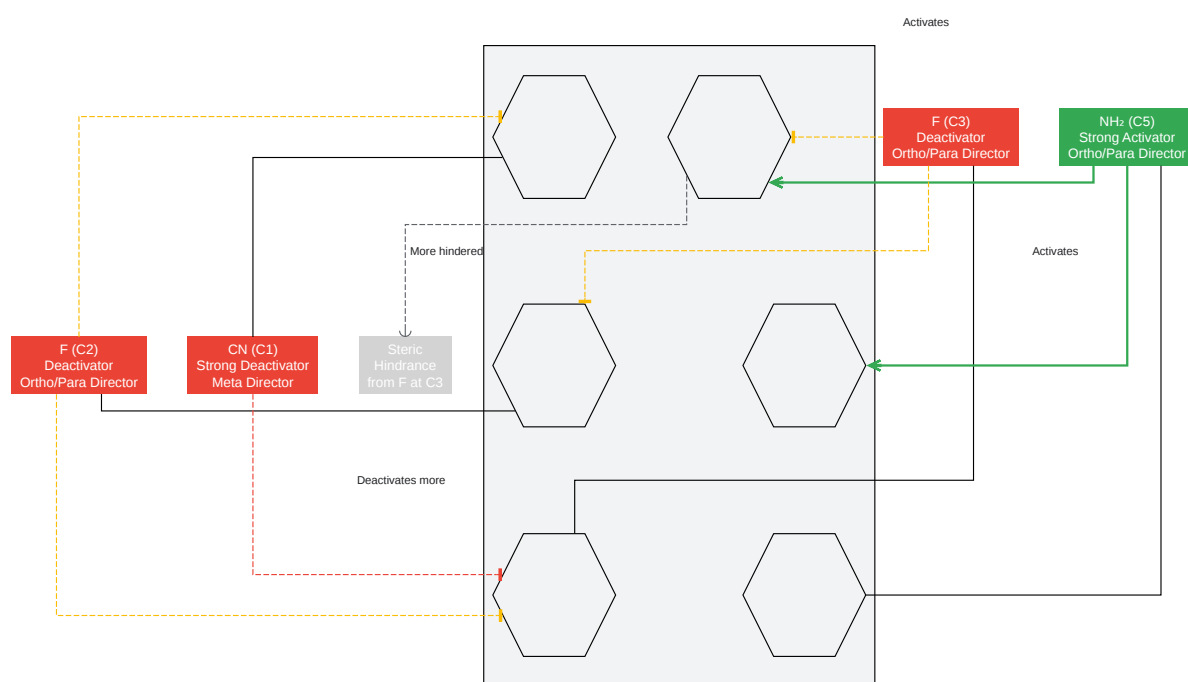 Activates
F (C3)
Deactivator
Ortho/Para Director
NH₂ (C5)
Strong Activator
Ortho/Para Director
More hindered
Activates
F (C2)
Deactivator
Ortho/Para Director
CN (C1)
Strong Deactivator
Meta Director
Steric
Hindrance
from F at C3
Deactivates more